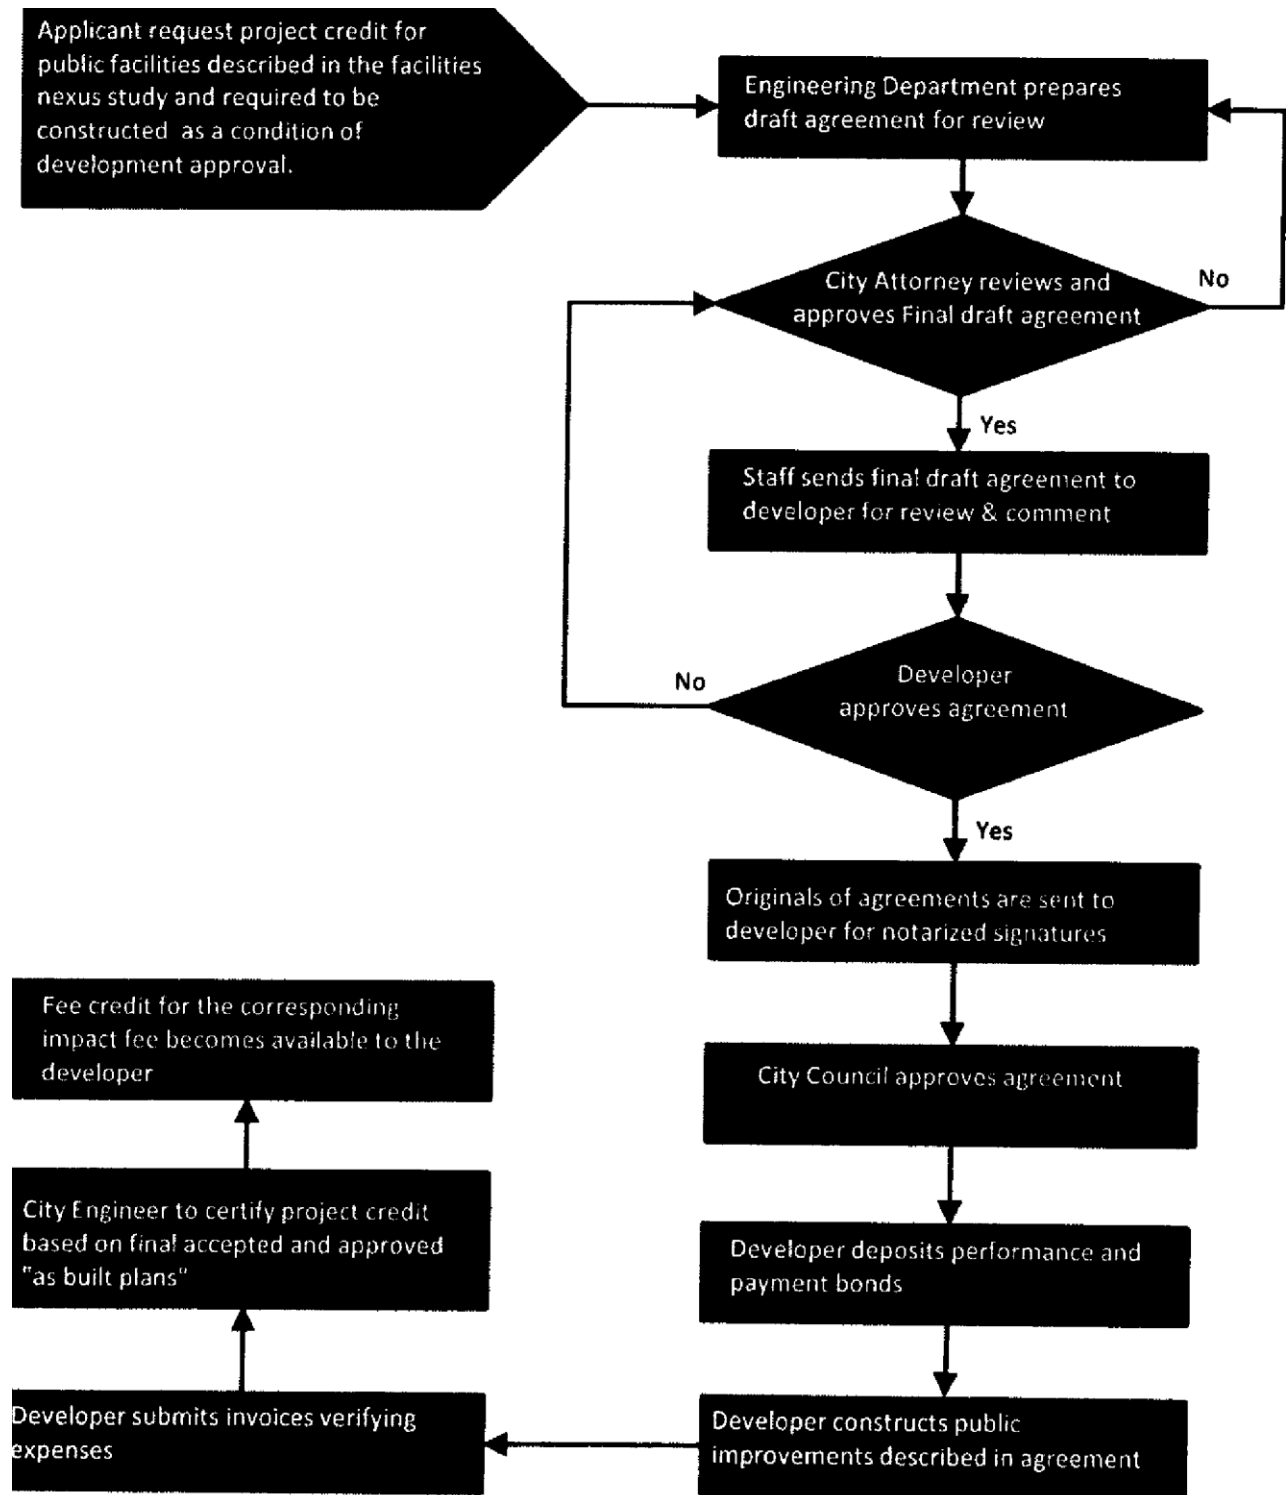 Applicant request project credit for
public facilities described in the facilities
nexus study and required to be
constructed as a condition of
development approval.
Engineering Department prepares
draft agreement for review
City Attorney reviews and
approves Final draft agreement
No
Yes
Staff sends final draft agreement to
developer for review & comment
Developer
approves agreement
No
Yes
Originals of agreements are sent to
developer for notarized signatures
City Council approves agreement
Developer deposits performance and
payment bonds
Developer constructs public
improvements described in agreement
Developer submits invoices verifying
expenses
City Engineer to certify project credit
based on final accepted and approved
"as built plans"
Fee credit for the corresponding
impact fee becomes available to the
developer